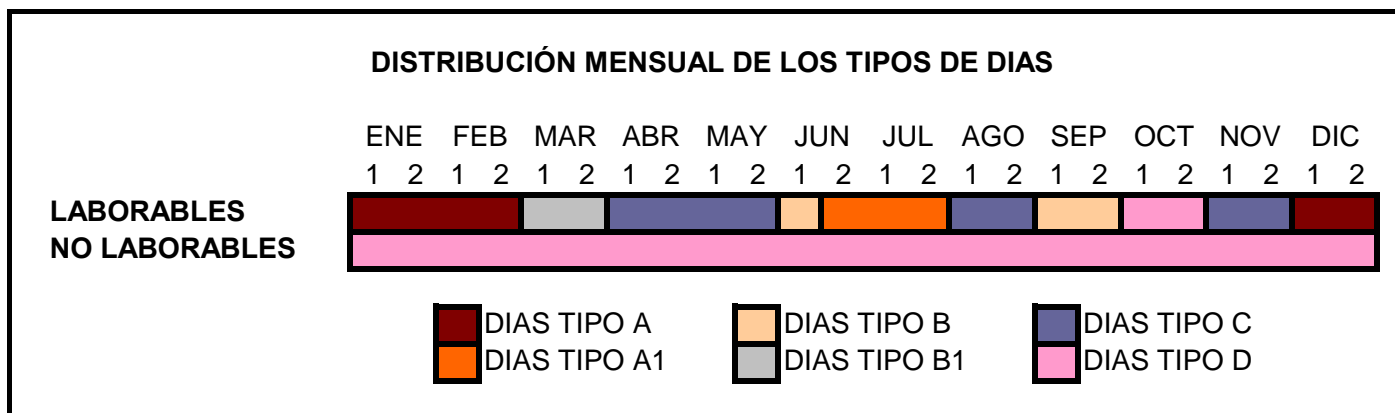 DISTRIBUCIÓN MENSUAL DE LOS TIPOS DE DIAS
ENE FEB MAR ABR MAY JUN JUL AGO SEP OCT NOV DIC
1 2 1 2 1 2 1 2 1 2 1 2 1 2 1 2 1 2 1 2 1 2 1 2
LABORABLES
NO LABORABLES
DIAS TIPO A DIAS TIPO B DIAS TIPO C
DIAS TIPO A1 DIAS TIPO B1 DIAS TIPO D